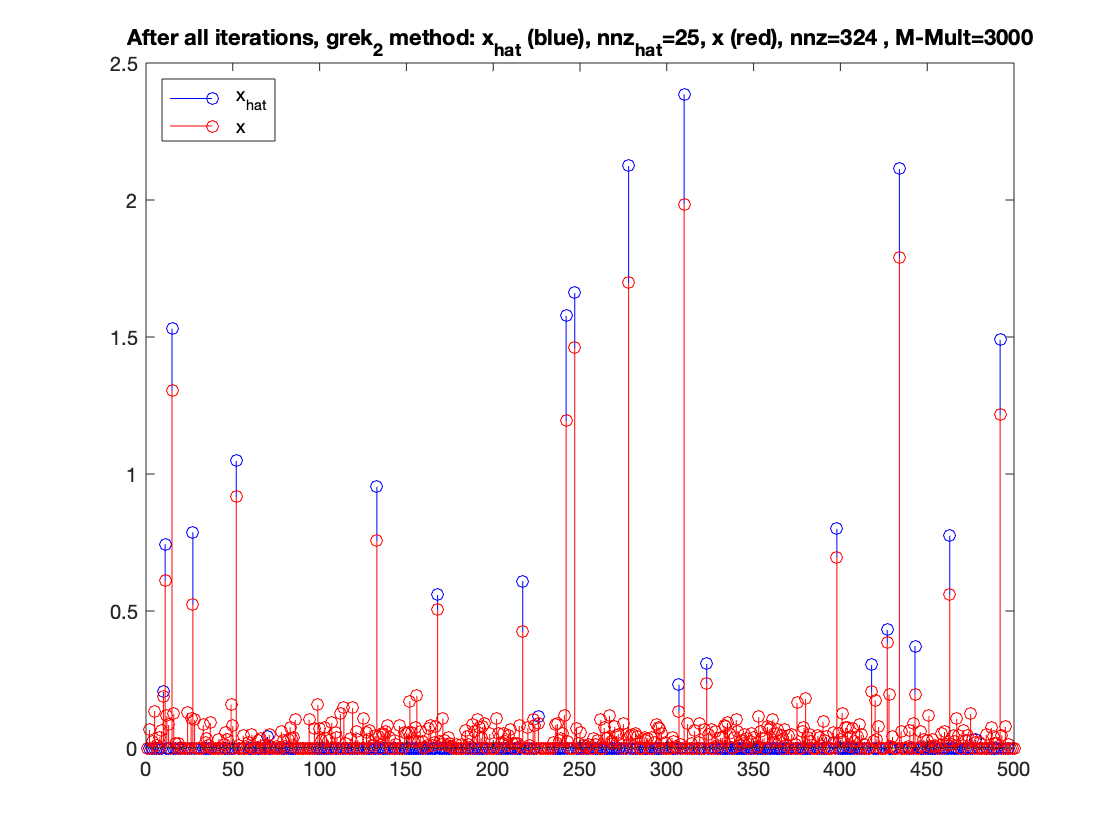 After all iterations, grek2 method: xhat (blue), nnzhat=25, x (red), nnz=324 , M-Mult=3000
2.5
xhat
x
2
1.5
1
0.5
0
0 50 100 150 200 250 300 350 400 450 500